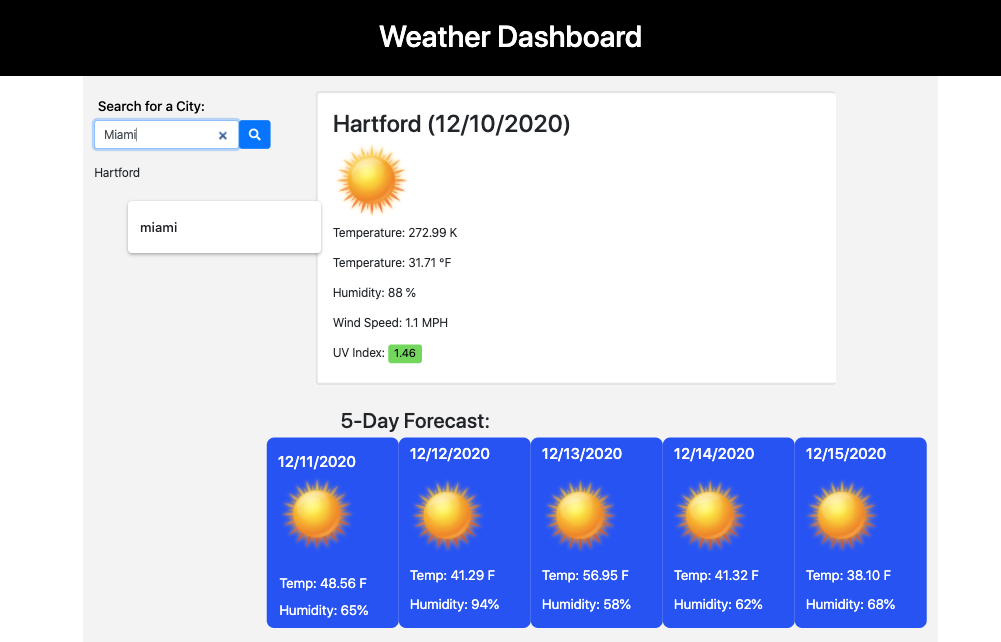 Weather Dashboard
Search for a City:
Miami
Hartford
miami
Hartford (12/10/2020)
Temperature: 272.99 K
Temperature: 31.71 ºF
Humidity: 88 %
Wind Speed: 1.1 MPH
UV Index: 1.46
5-Day Forecast:
12/11/2020
Temp: 48.56 F
Humidity: 65%
12/12/2020
Temp: 41.29 F
Humidity: 94%
12/13/2020
Temp: 56.95 F
Humidity: 58%
12/14/2020
Temp: 41.32 F
Humidity: 62%
12/15/2020
Temp: 38.10 F
Humidity: 68%